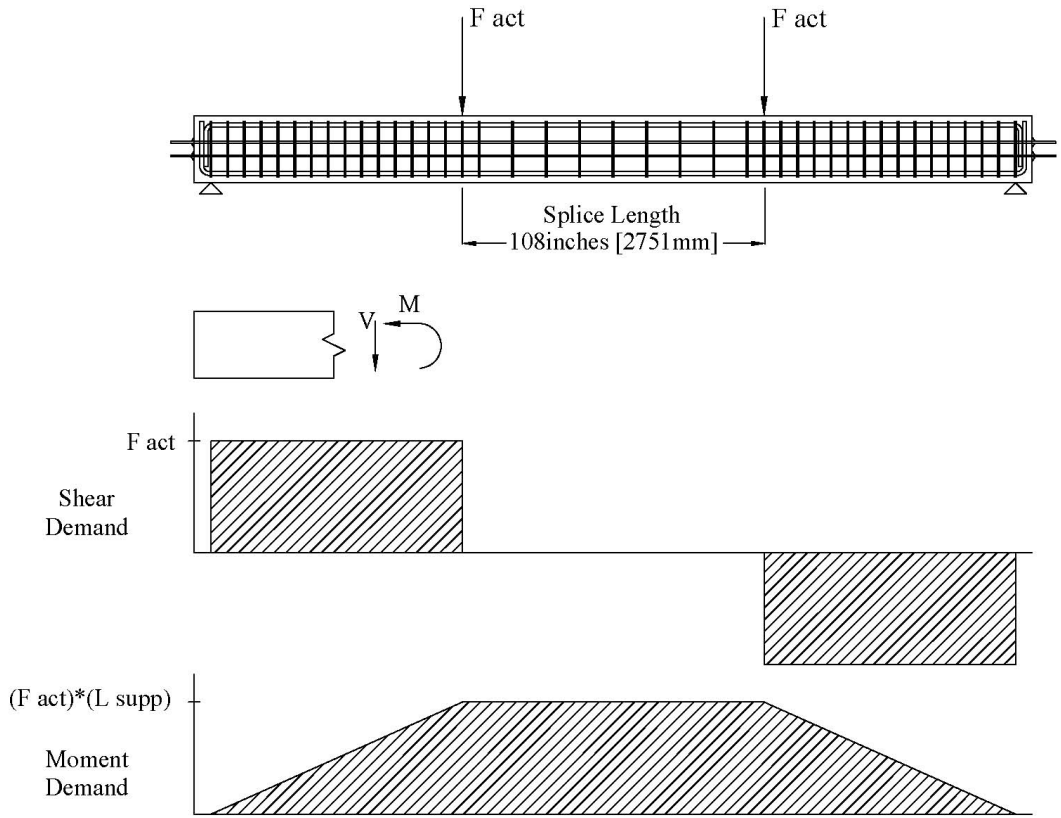 F act
F act
Splice Length
108inches [2751mm]
M
V
F act
Shear
Demand
(F act)*(L supp)
Moment
Demand